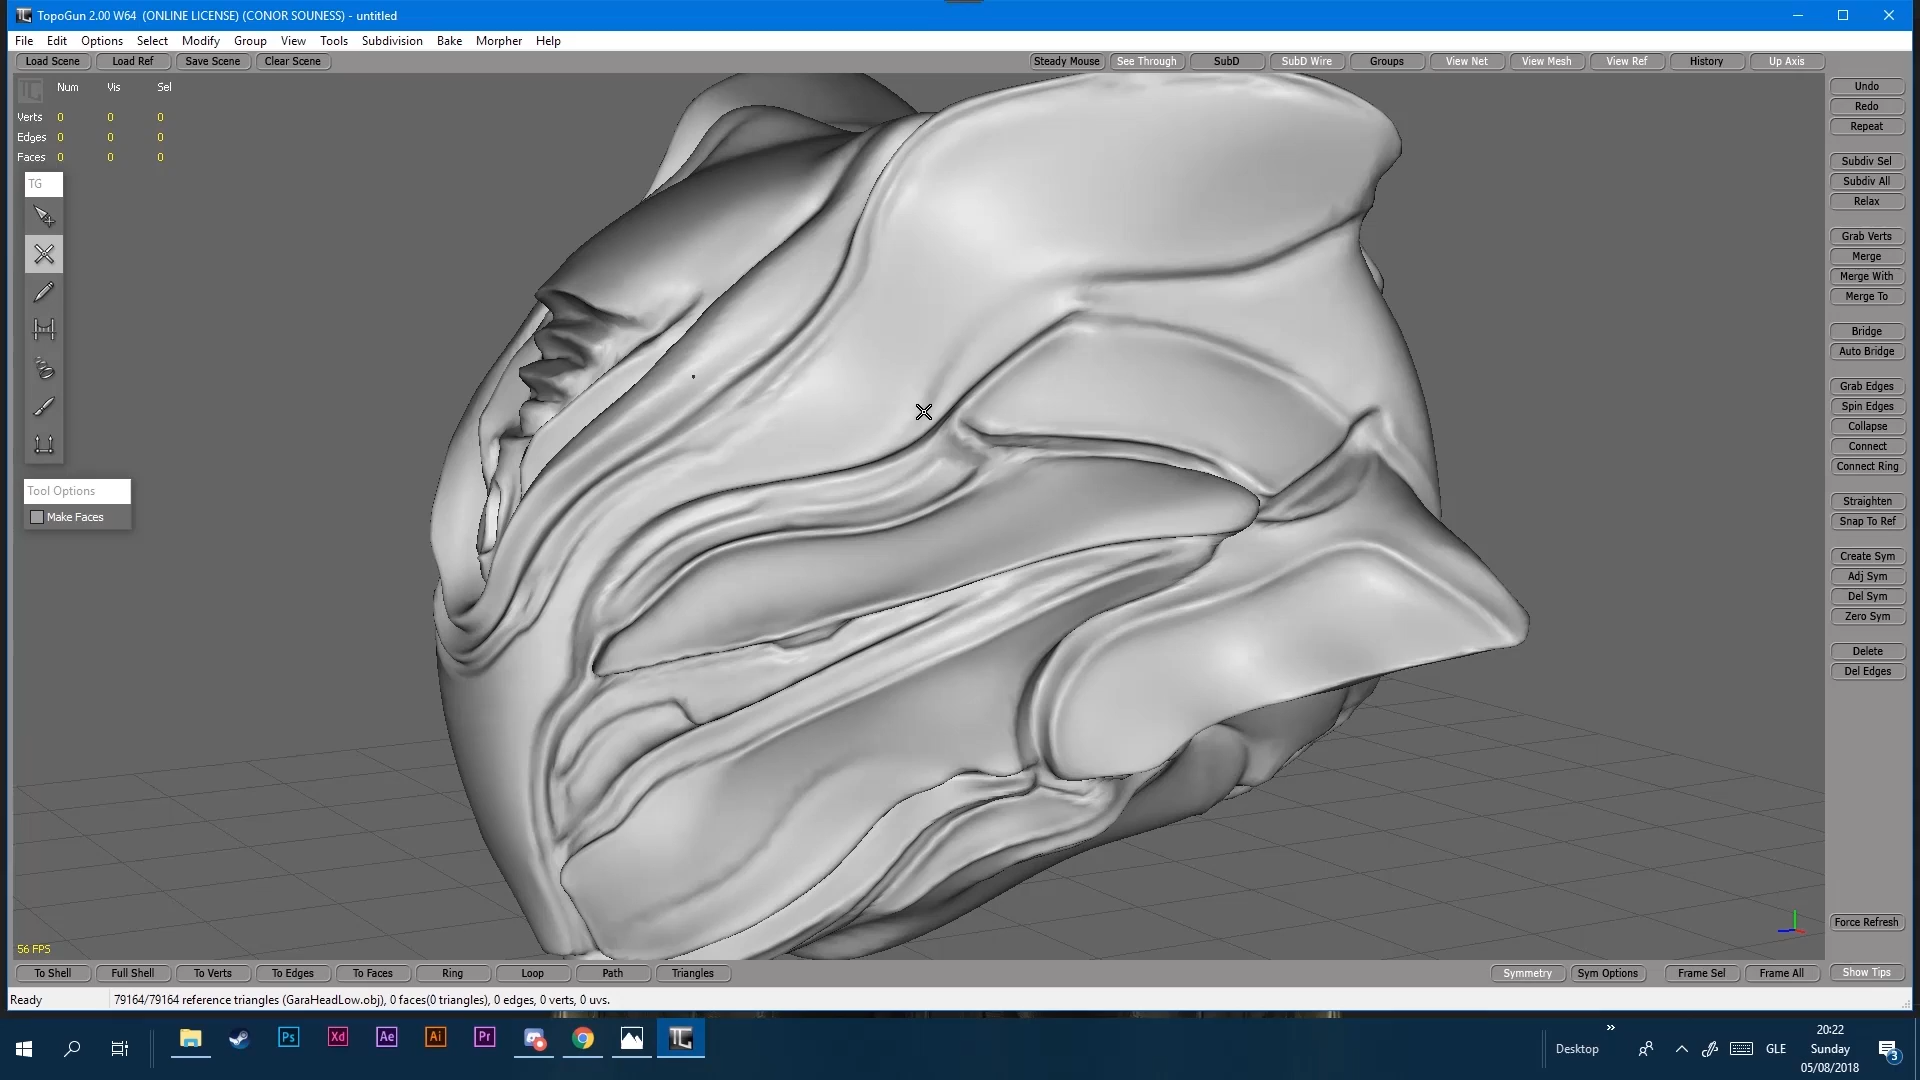 TopoGun 2.00 W64 (ONLINE LICENSE) (CONOR SOUNESS) - untitled
File Edit Options Select Modify Group View Tools Subdivision Bake Morpher Help
Load Scene Load Ref Save Scene Clear Scene Steady Mouse See Through SubD SubD Wire Groups View Net View Mesh View Ref History Up Axis
Num Vis Sel
Verts 0 0 0
Edges 0 0 0
Faces 0 0 0
TG
Tool Options
Make Faces
Undo
Redo
Repeat
Subdiv Sel
Subdiv All
Relax
Grab Verts
Merge
Merge With
Merge To
Bridge
Auto Bridge
Grab Edges
Spin Edges
Collapse
Connect
Connect Ring
Straighten
Snap To Ref
Create Sym
Adj Sym
Del Sym
Zero Sym
Delete
Del Edges
Force Refresh
56 FPS
To Shell Full Shell To Verts To Edges To Faces Ring Loop Path Triangles Symmetry Sym Options Frame Sel Frame All Show Tips
Ready 79164/79164 reference triangles (GaraHeadLow.obj), 0 faces(0 triangles), 0 edges, 0 verts, 0 uvs.
Ps Xd Ae Ai Pr
Desktop GLE
20:22
Sunday
05/08/2018
3